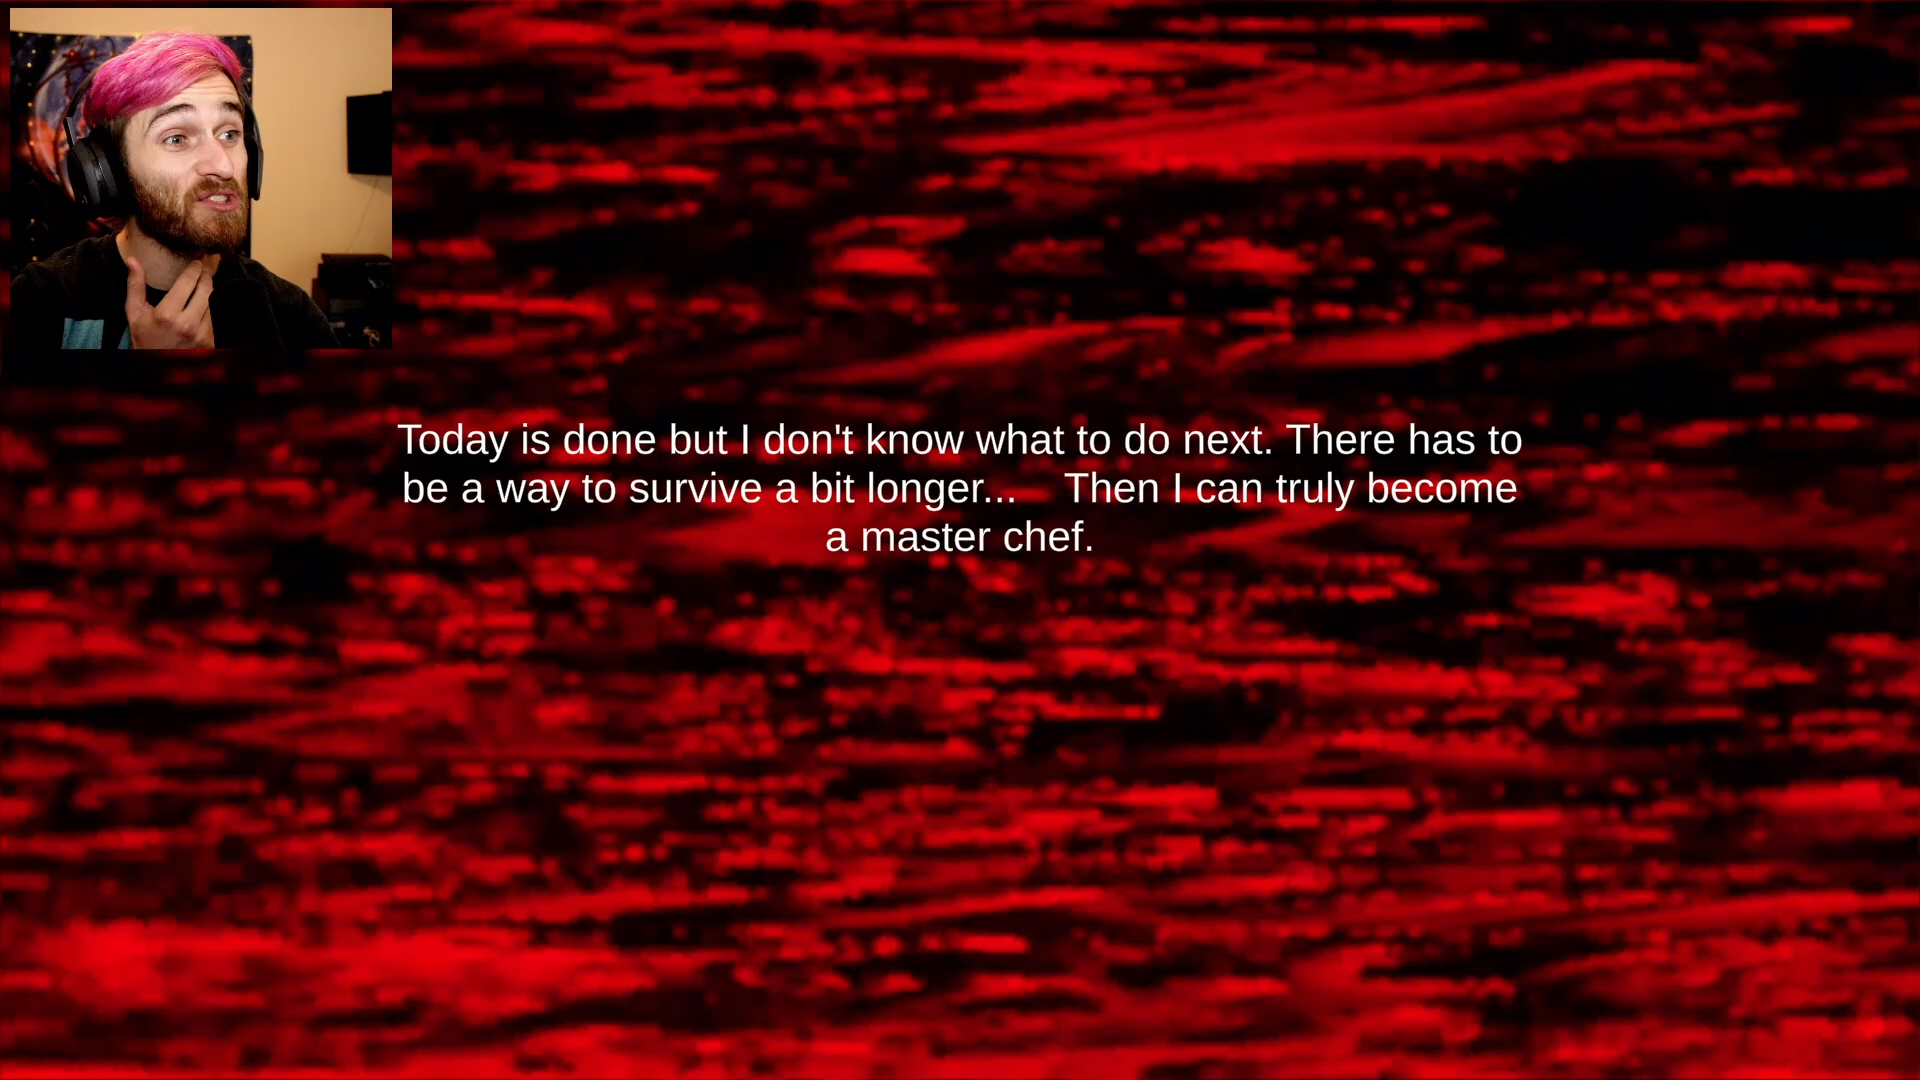 Today is done but I don't know what to do next. There has to
be a way to survive a bit longer...    Then I can truly become
a master chef.